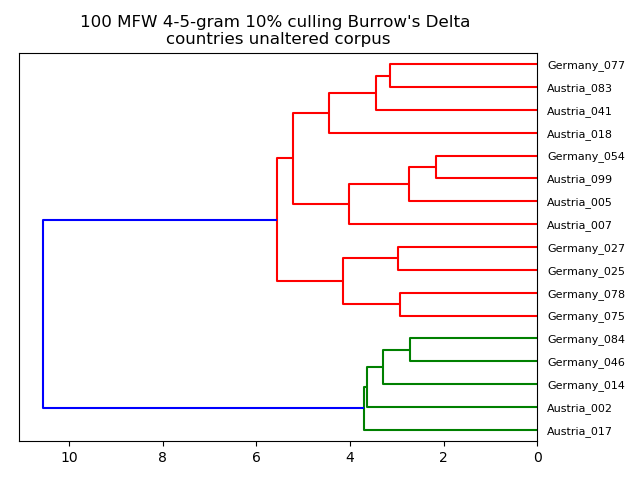 100 MFW 4-5-gram 10% culling Burrow's Delta
countries unaltered corpus
Germany_077
Austria_083
Austria_041
Austria_018
Germany_054
Austria_099
Austria_005
Austria_007
Germany_027
Germany_025
Germany_078
Germany_075
Germany_084
Germany_046
Germany_014
Austria_002
Austria_017
10 8 6 4 2 0